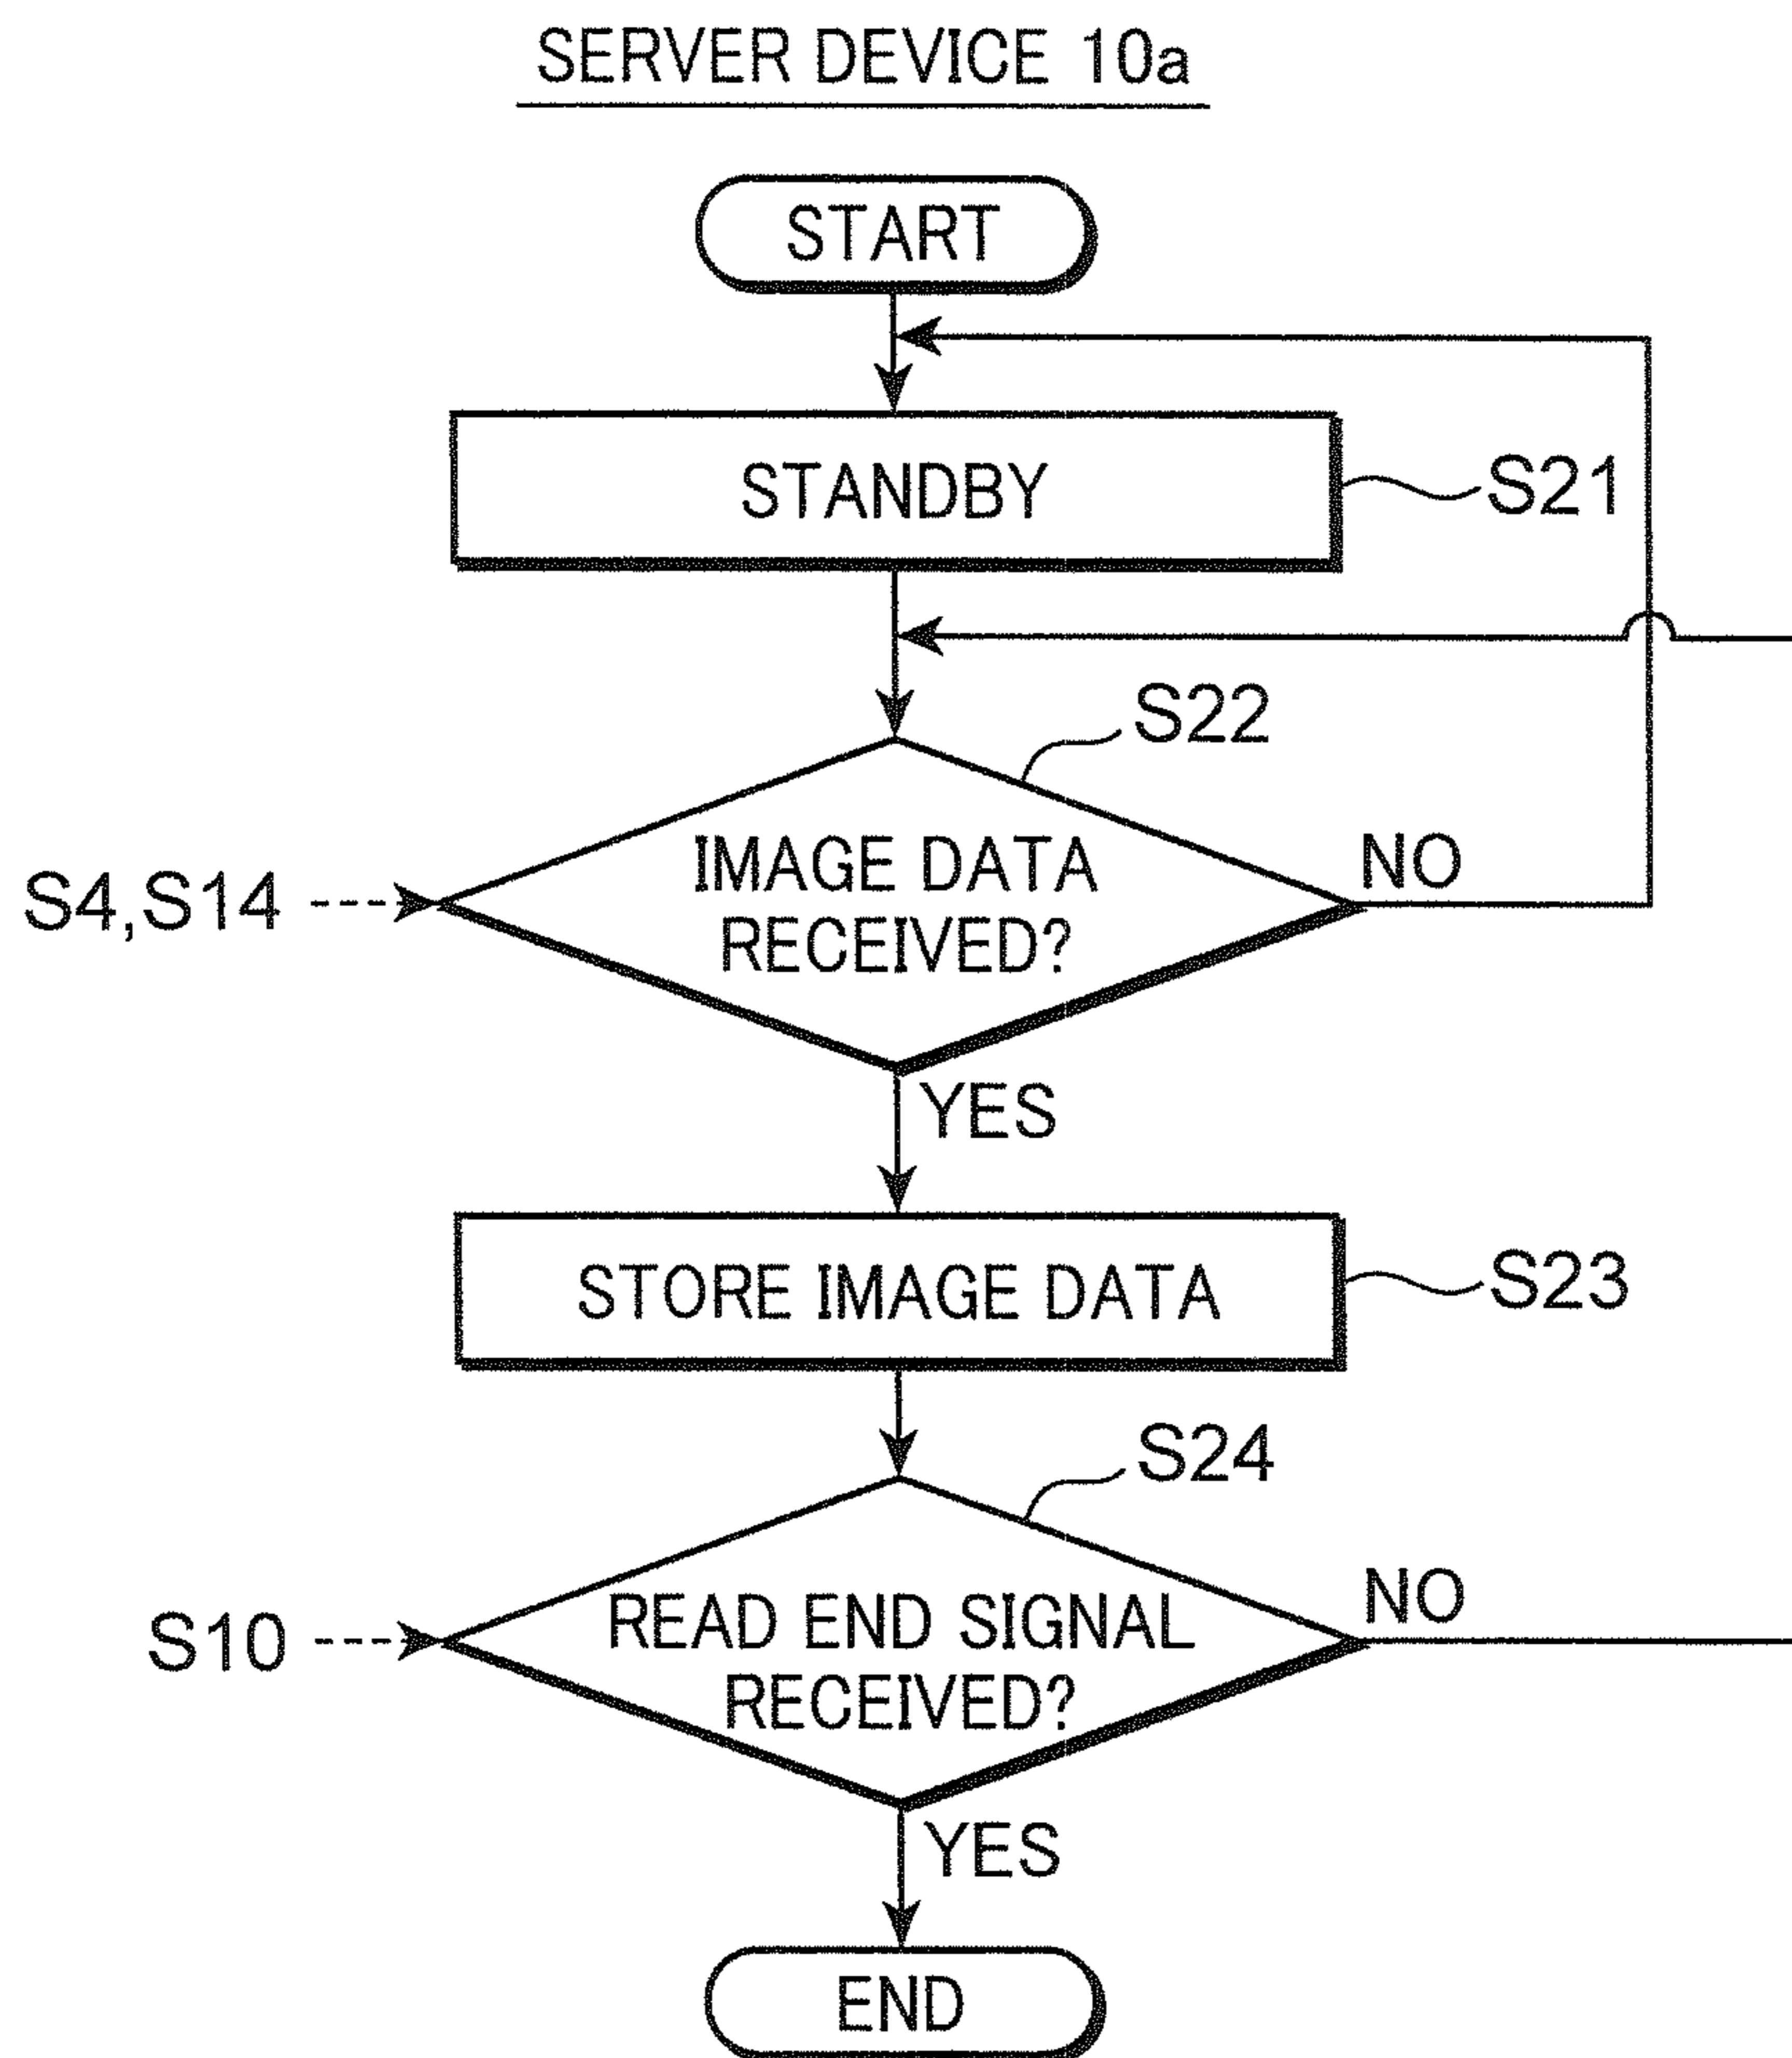 SERVER DEVICE 10a
START
STANDBY
S21
S22
IMAGE DATA
RECEIVED?
NO
S4,S14
YES
STORE IMAGE DATA
S23
S24
READ END SIGNAL
RECEIVED?
NO
S10
YES
END